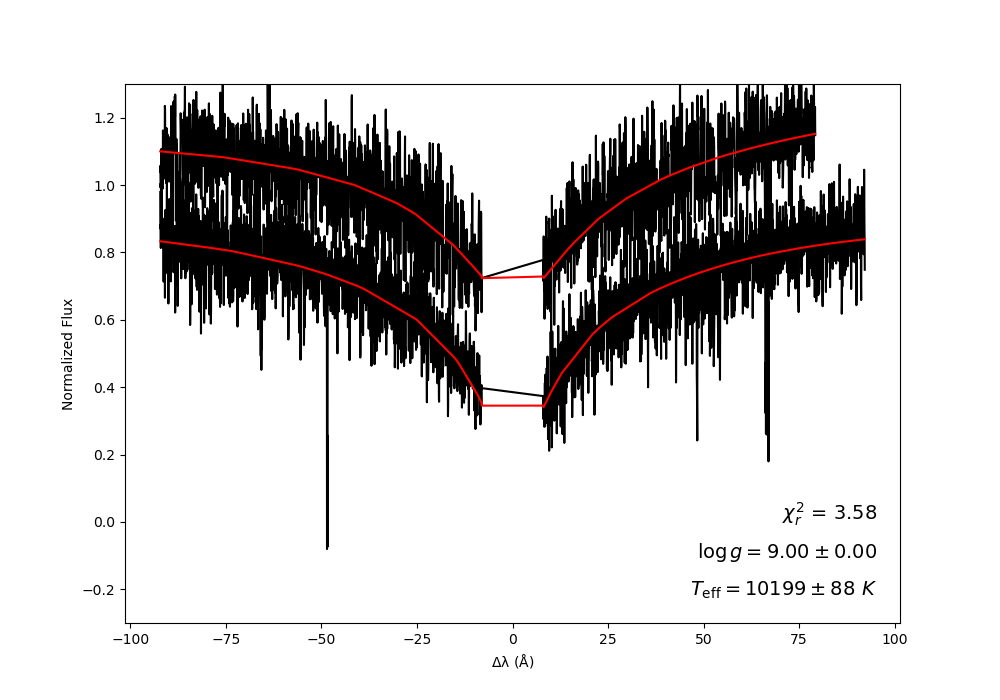 1.2
1.0
0.8
0.6
0.4
0.2
0.0
−0.2
Normalized Flux
χ_r^2 = 3.58
log g = 9.00 ± 0.00
T_eff = 10199 ± 88 K
−100 −75 −50 −25 0 25 50 75 100
Δλ (Å)